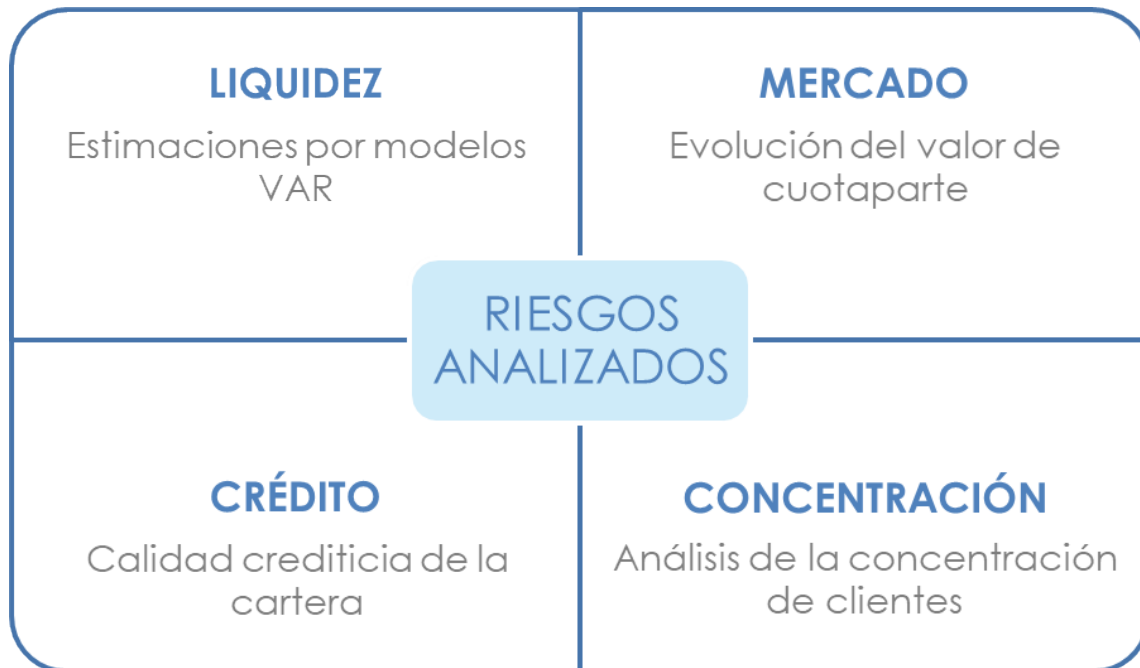 LIQUIDEZ
Estimaciones por modelos
VAR
MERCADO
Evolución del valor de
cuotaparte
RIESGOS
ANALIZADOS
CRÉDITO
Calidad crediticia de la
cartera
CONCENTRACIÓN
Análisis de la concentración
de clientes